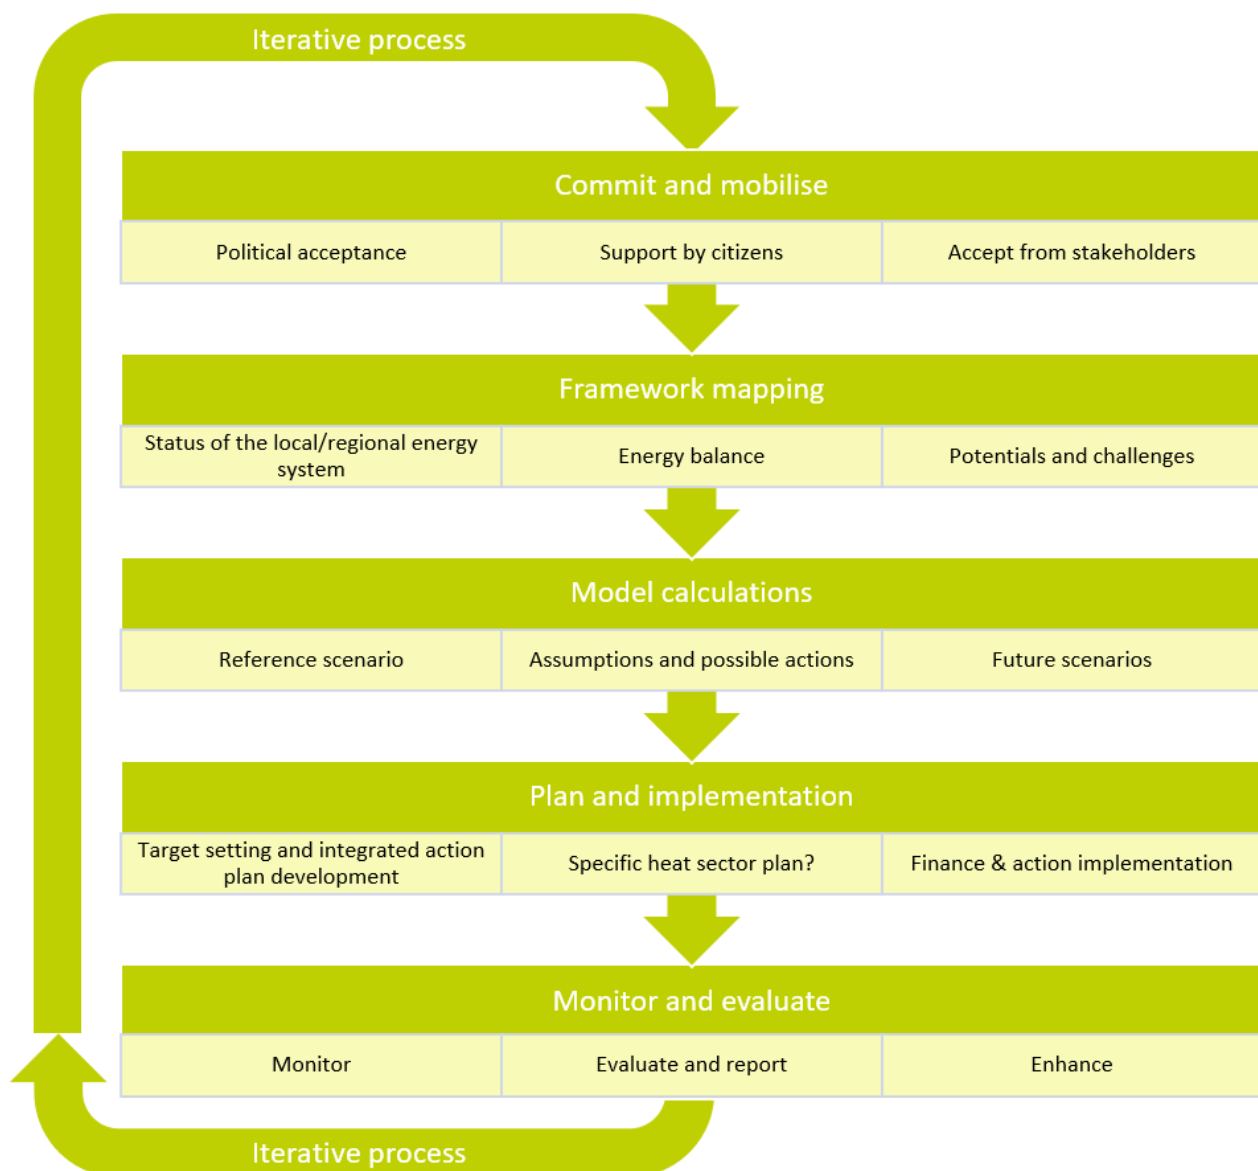 Iterative process
Commit and mobilise
Political acceptance
Support by citizens
Accept from stakeholders
Framework mapping
Status of the local/regional energy
system
Energy balance
Potentials and challenges
Model calculations
Reference scenario
Assumptions and possible actions
Future scenarios
Plan and implementation
Target setting and integrated action
plan development
Specific heat sector plan?
Finance & action implementation
Monitor and evaluate
Monitor
Evaluate and report
Enhance
Iterative process